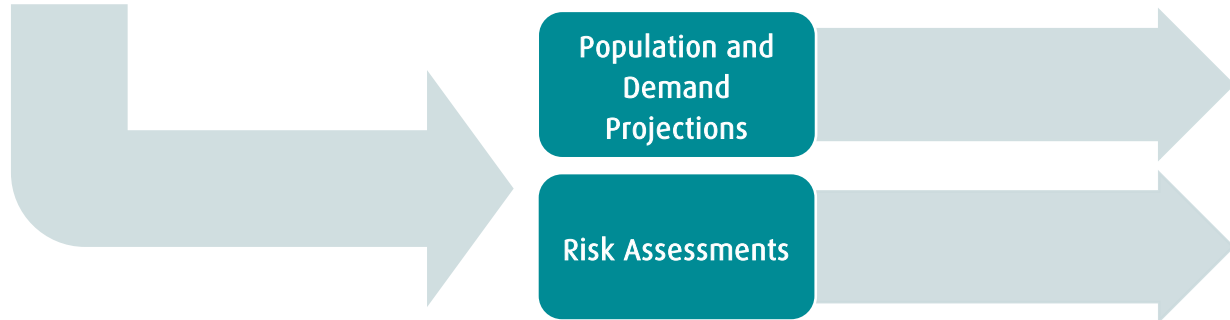 Population and
Demand
Projections
Risk Assessments